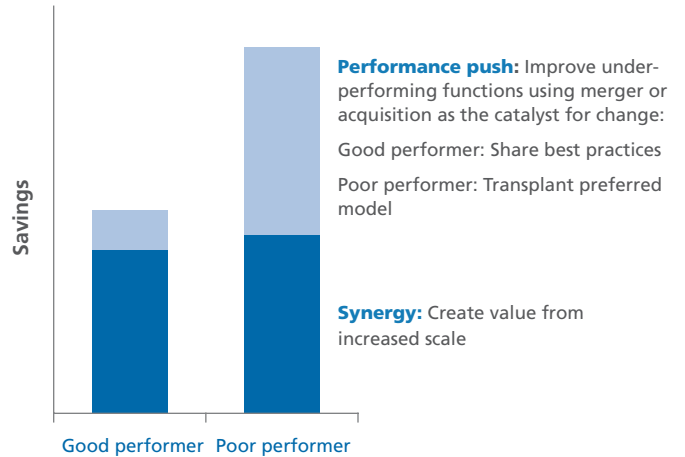 Savings
Performance push: Improve under-
performing functions using merger or
acquisition as the catalyst for change:
Good performer: Share best practices
Poor performer: Transplant preferred
model
Synergy: Create value from
increased scale
Good performer
Poor performer